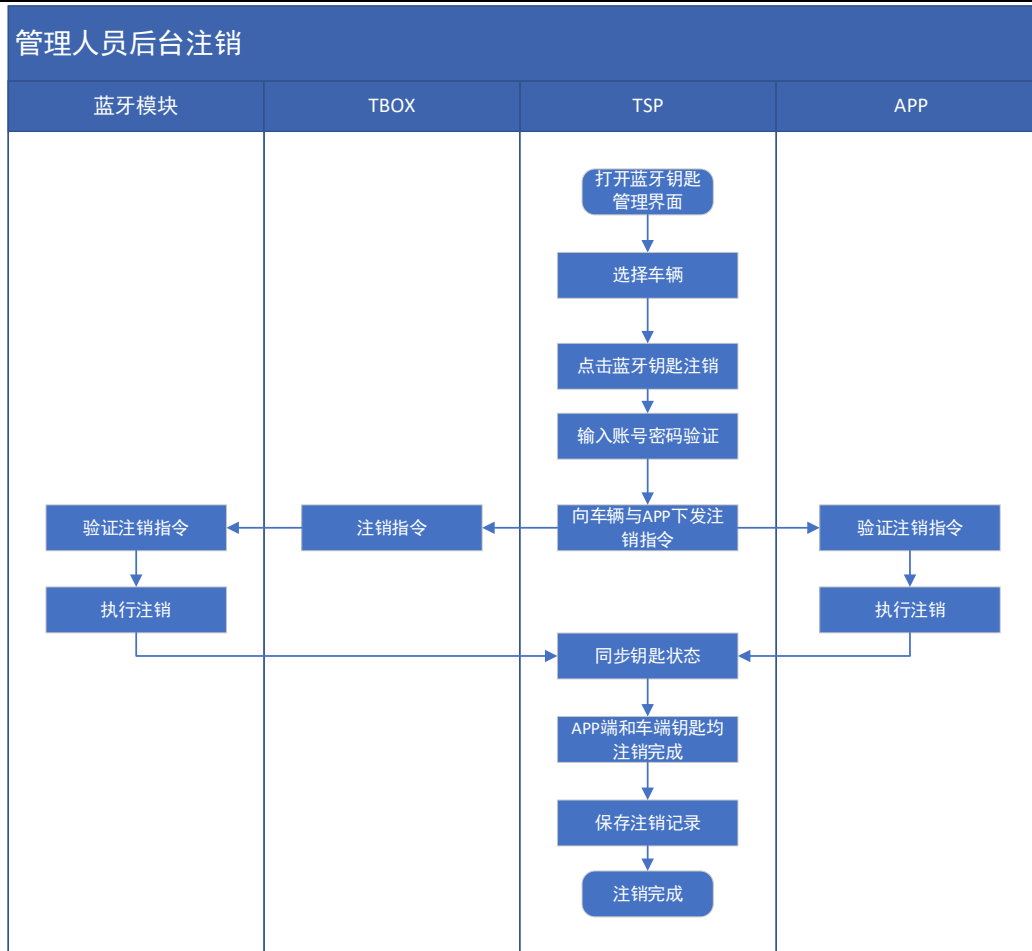 管理人员后台注销
蓝牙模块
TBOX
TSP
APP
打开蓝牙钥匙
管理界面
选择车辆
点击蓝牙钥匙注销
输入账号密码验证
验证注销指令
注销指令
向车辆与APP下发注
销指令
验证注销指令
执行注销
执行注销
同步钥匙状态
APP端和车端钥匙均
注销完成
保存注销记录
注销完成